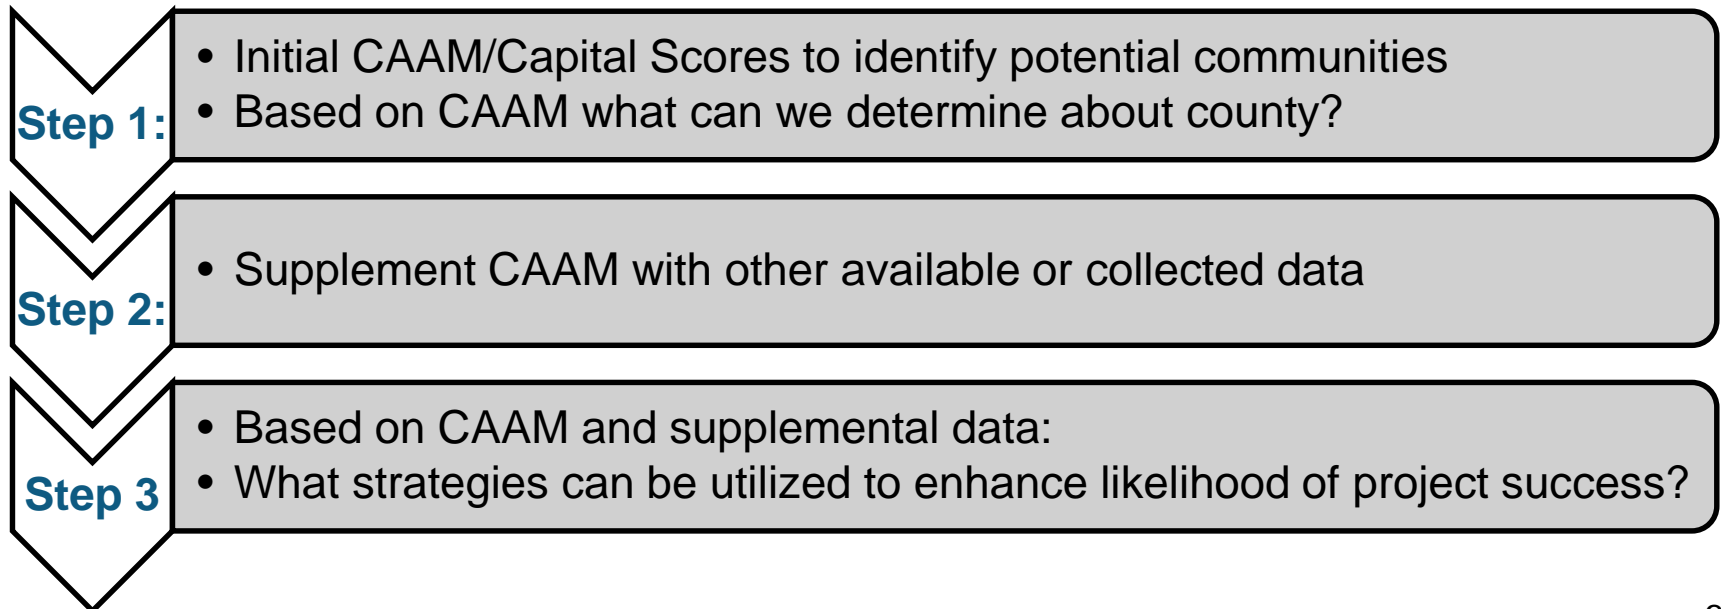 Step 1:
• Initial CAAM/Capital Scores to identify potential communities
• Based on CAAM what can we determine about county?
Step 2:
• Supplement CAAM with other available or collected data
Step 3
• Based on CAAM and supplemental data:
• What strategies can be utilized to enhance likelihood of project success?